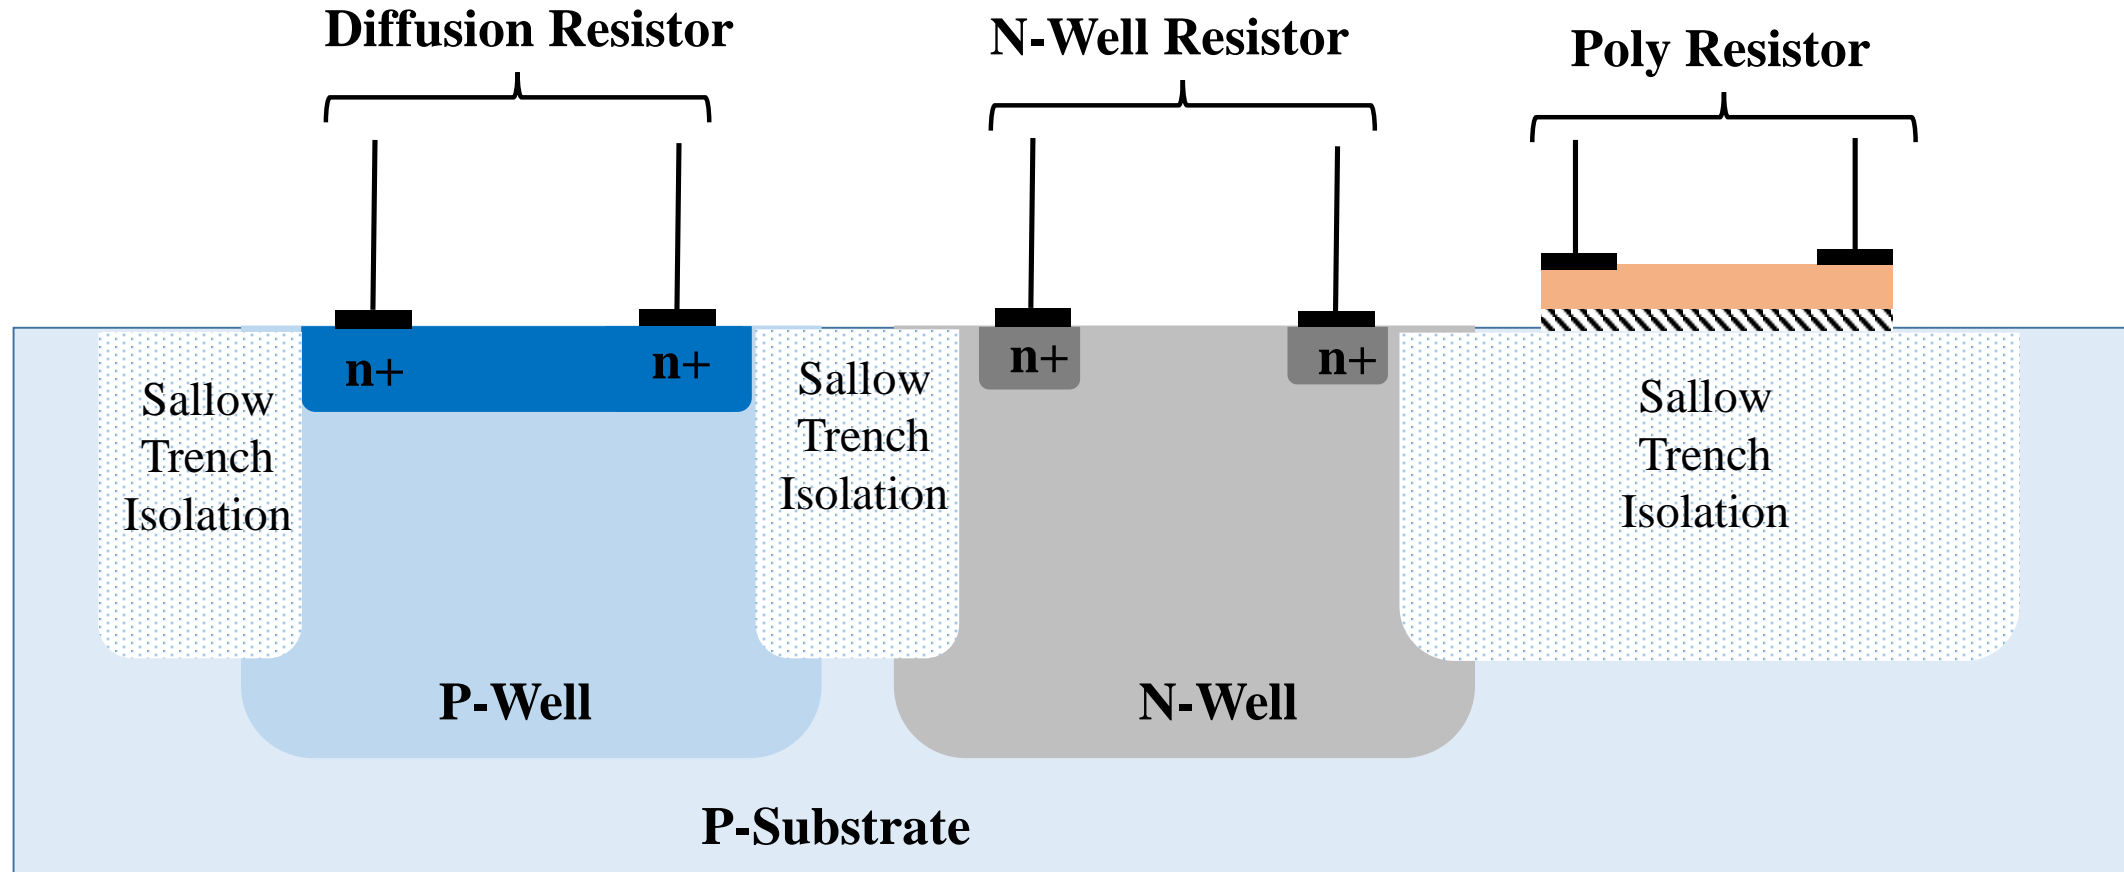 Diffusion Resistor
N-Well Resistor
Poly Resistor
n+
n+
n+
n+
Sallow
Trench
Isolation
Sallow
Trench
Isolation
Sallow
Trench
Isolation
P-Well
N-Well
P-Substrate